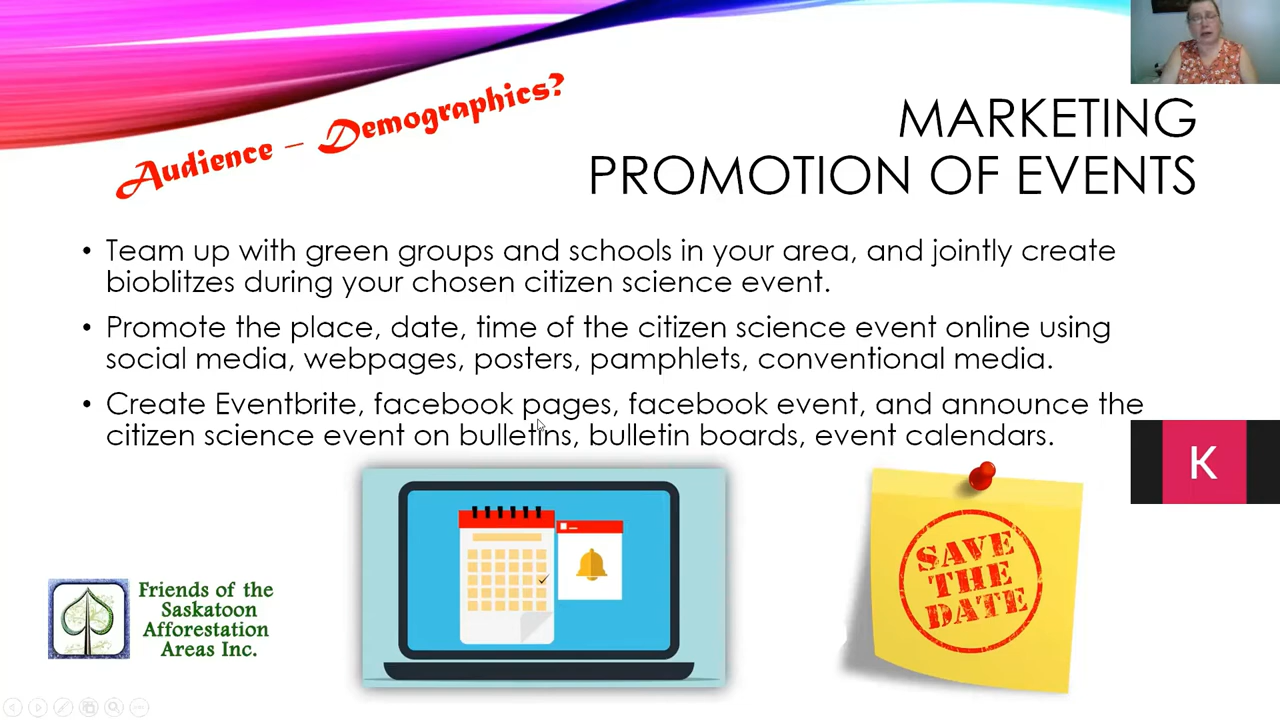 Audience – Demographics?
MARKETING
PROMOTION OF EVENTS
• Team up with green groups and schools in your area, and jointly create
bioblitzes during your chosen citizen science event.
• Promote the place, date, time of the citizen science event online using
social media, webpages, posters, pamphlets, conventional media.
• Create Eventbrite, facebook pages, facebook event, and announce the
citizen science event on bulletins, bulletin boards, event calendars.
K
SAVE
THE
DATE
Friends of the
Saskatoon
Afforestation
Areas Inc.